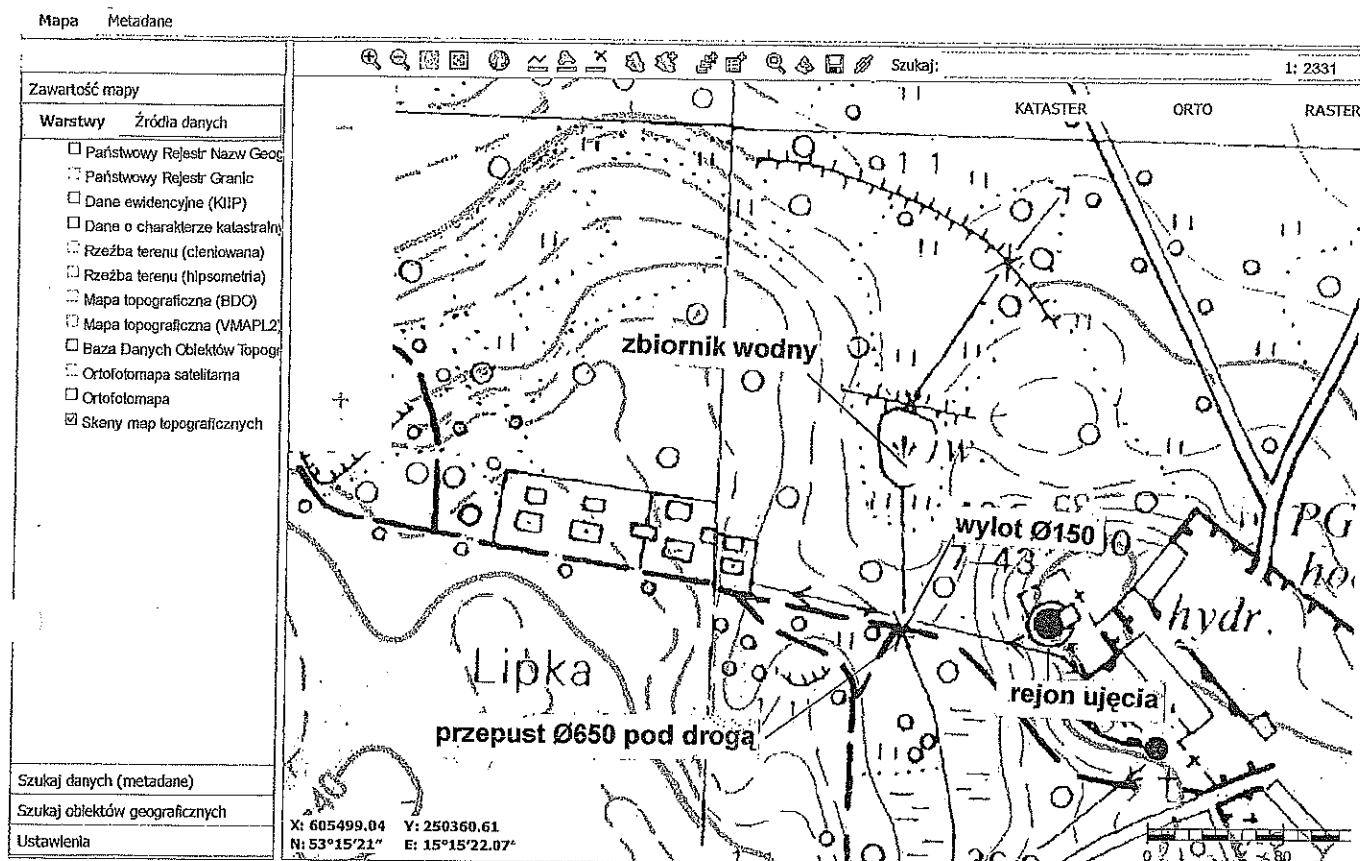 Mapa Metadane
Szukaj: 1: 2331
Zawartość mapy
Warstwy Źródła danych
KATASTER ORTO RASTER
Państwowy Rejestr Nazw Geog
Państwowy Rejestr Granic
Dane ewidencyjne (KIIP)
Dane o charakterze katastralny
Rzeźba terenu (cieniowana)
Rzeźba terenu (hipsometria)
Mapa topograficzna (BDO)
Mapa topograficzna (VMAPL2)
Baza Danych Obiektów Topogr
Ortofotomapa satelitarna
Ortofotomapa
Skany map topograficznych
zbiornik wodny
W.
wylot Ø150
PG
hydr.
Lipka
rejon ujęcia
przepust Ø650 pod drogą
40
Szukaj danych (metadane)
Szukaj obiektów geograficznych
Ustawienia
X: 605499.04 Y: 250360.61
N: 53°15'21" E: 15°15'22.07"
0 80